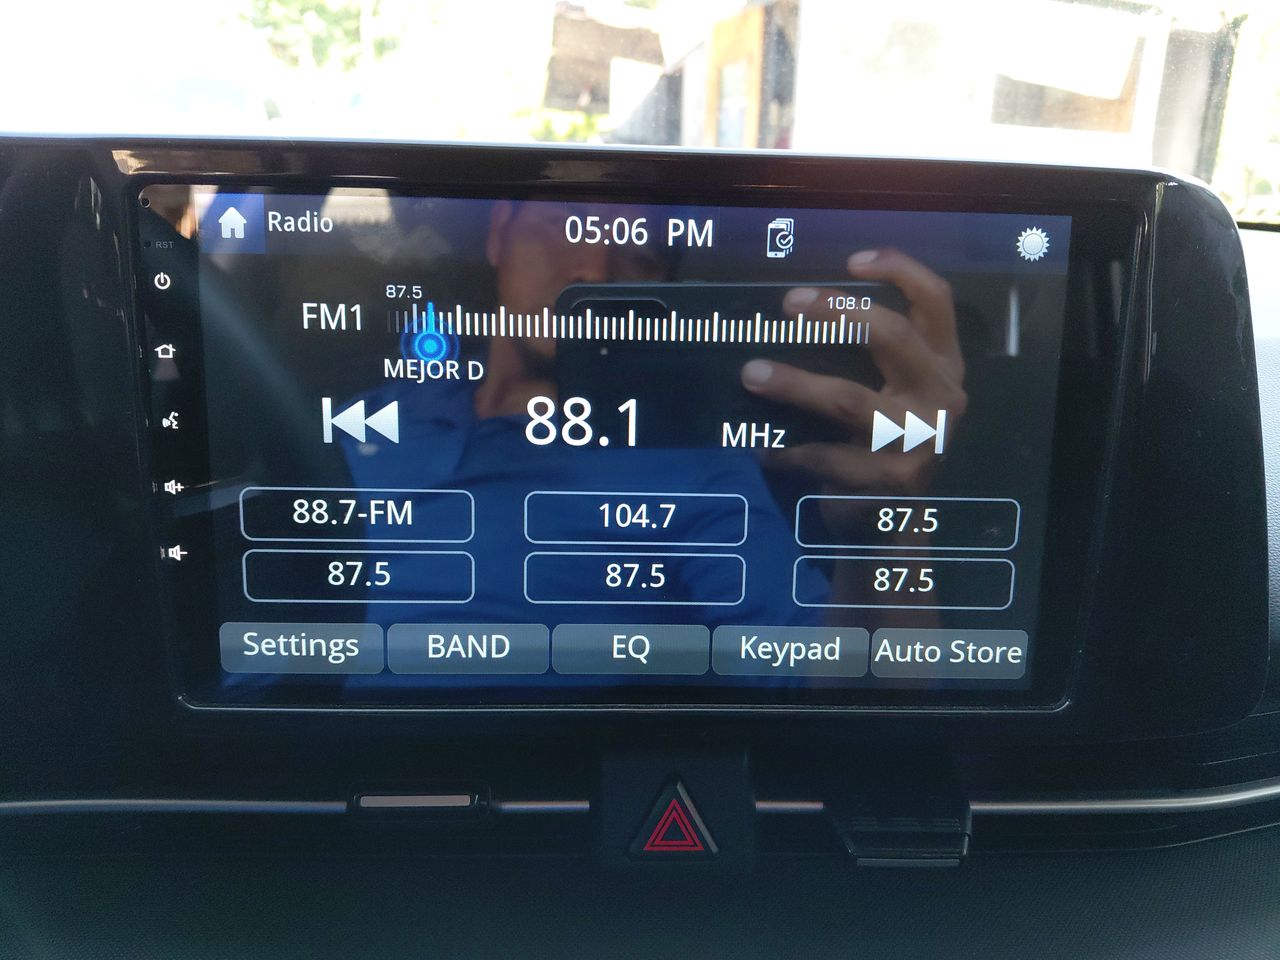 Radio 05:06 PM
RST
87.5
108.0
FM1
MEJOR D
88.1 MHz
88.7-FM 104.7 87.5
87.5 87.5 87.5
Settings BAND EQ Keypad Auto Store